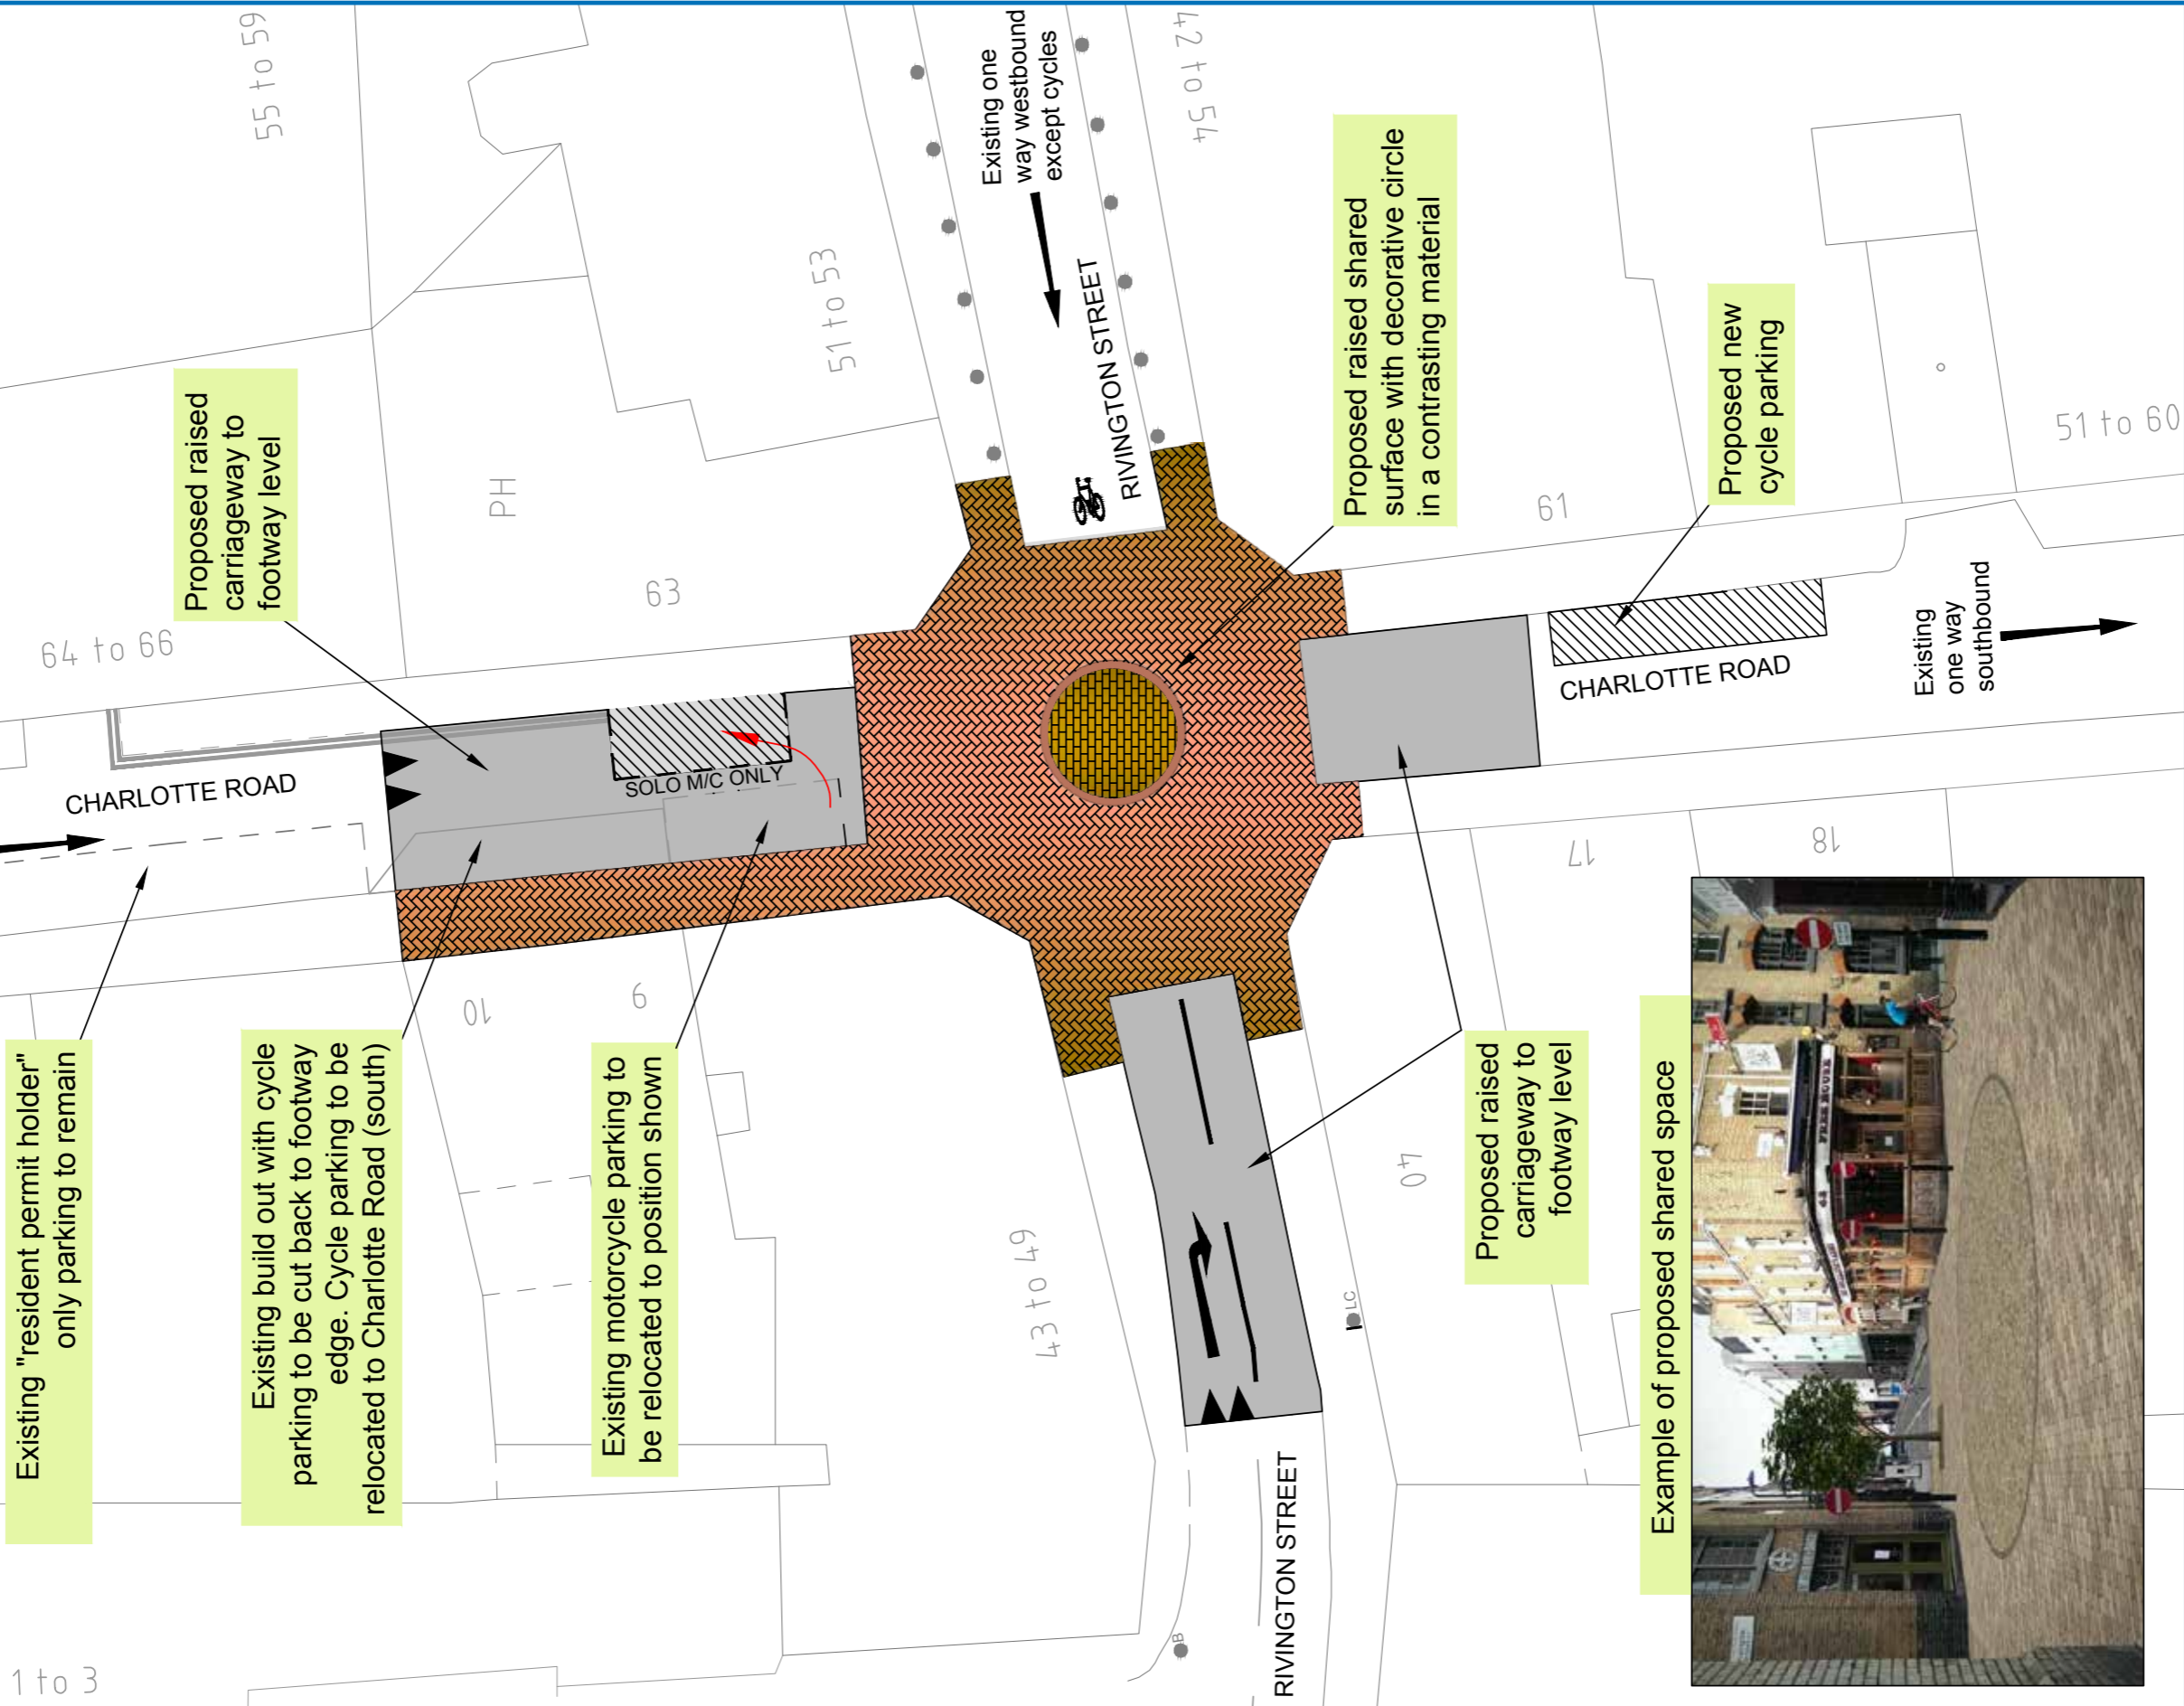 55 to 59
Existing one
way westbound
except cycles
42 to 54
51 to 53
RIVINGTON STREET
Proposed raised shared
surface with decorative circle
in a contrasting material
Proposed raised
carriageway to
footway level
PH
Proposed new
cycle parking
51 to 60
64 to 66
63
61
CHARLOTTE ROAD
SOLO M/C ONLY
CHARLOTTE ROAD
Existing
one way
southbound
Existing "resident permit holder"
only parking to remain
Existing build out with cycle
parking to be cut back to footway
edge. Cycle parking to be
relocated to Charlotte Road (south)
10
9
Existing motorcycle parking to
be relocated to position shown
17
18
43 to 49
40
LC
Proposed raised
carriageway to
footway level
Example of proposed shared space
RIVINGTON STREET
B
1 to 3